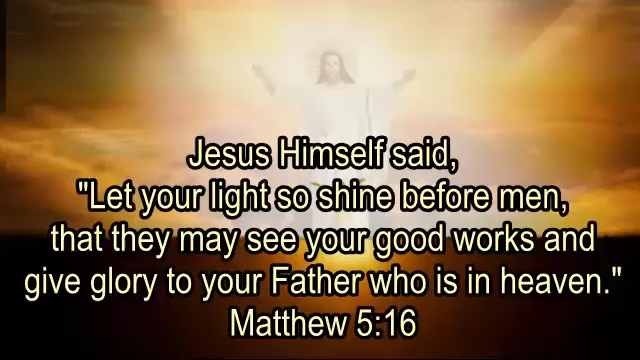 Jesus Himself said,
"Let your light so shine before men,
that they may see your good works and
give glory to your Father who is in heaven."
Matthew 5:16